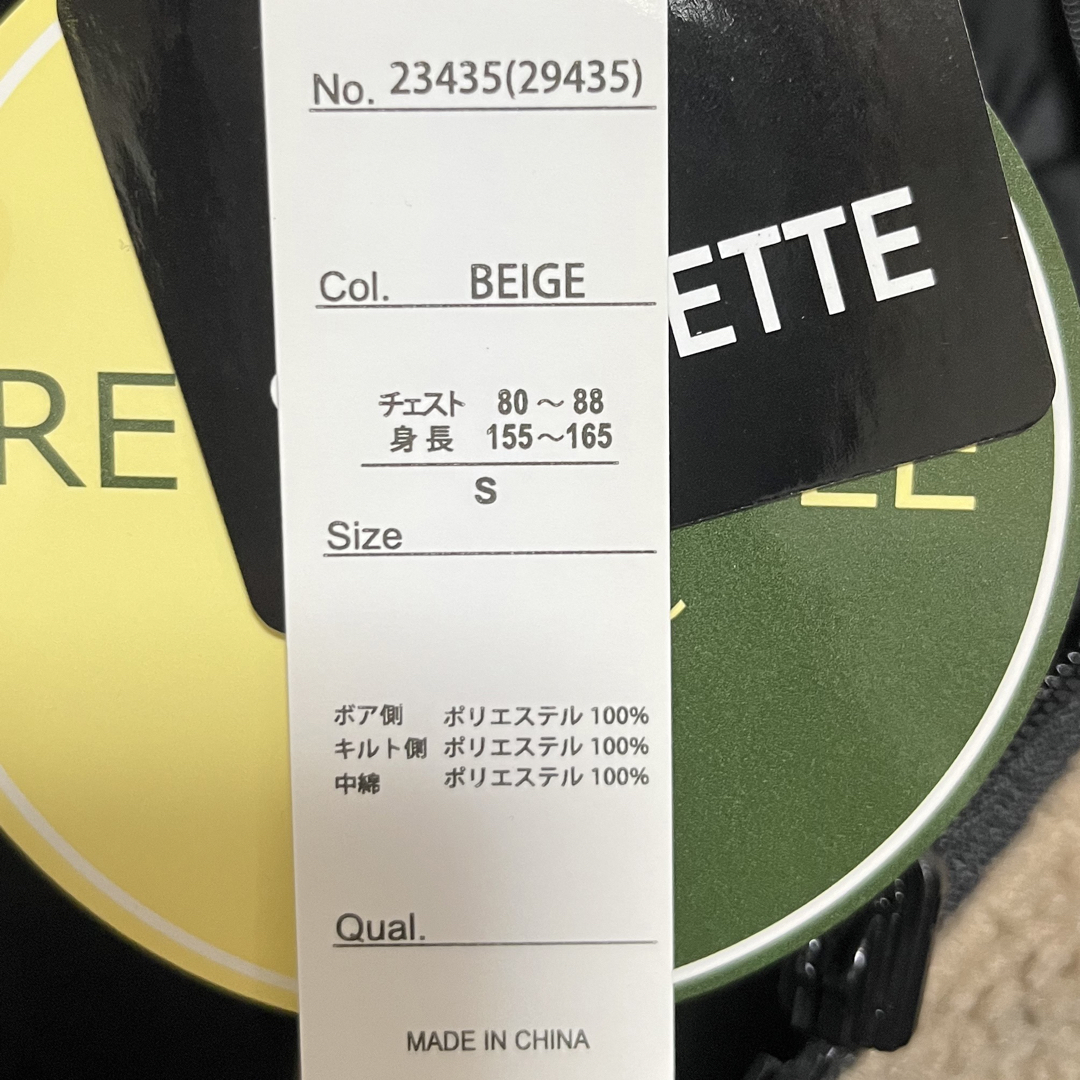 No. 23435(29435)
Col. BEIGE
ETTE
RE
チェスト 80～88
身長 155～165
S
Size
ボア側 ポリエステル 100%
キルト側 ポリエステル 100%
中綿 ポリエステル 100%
Qual.
MADE IN CHINA